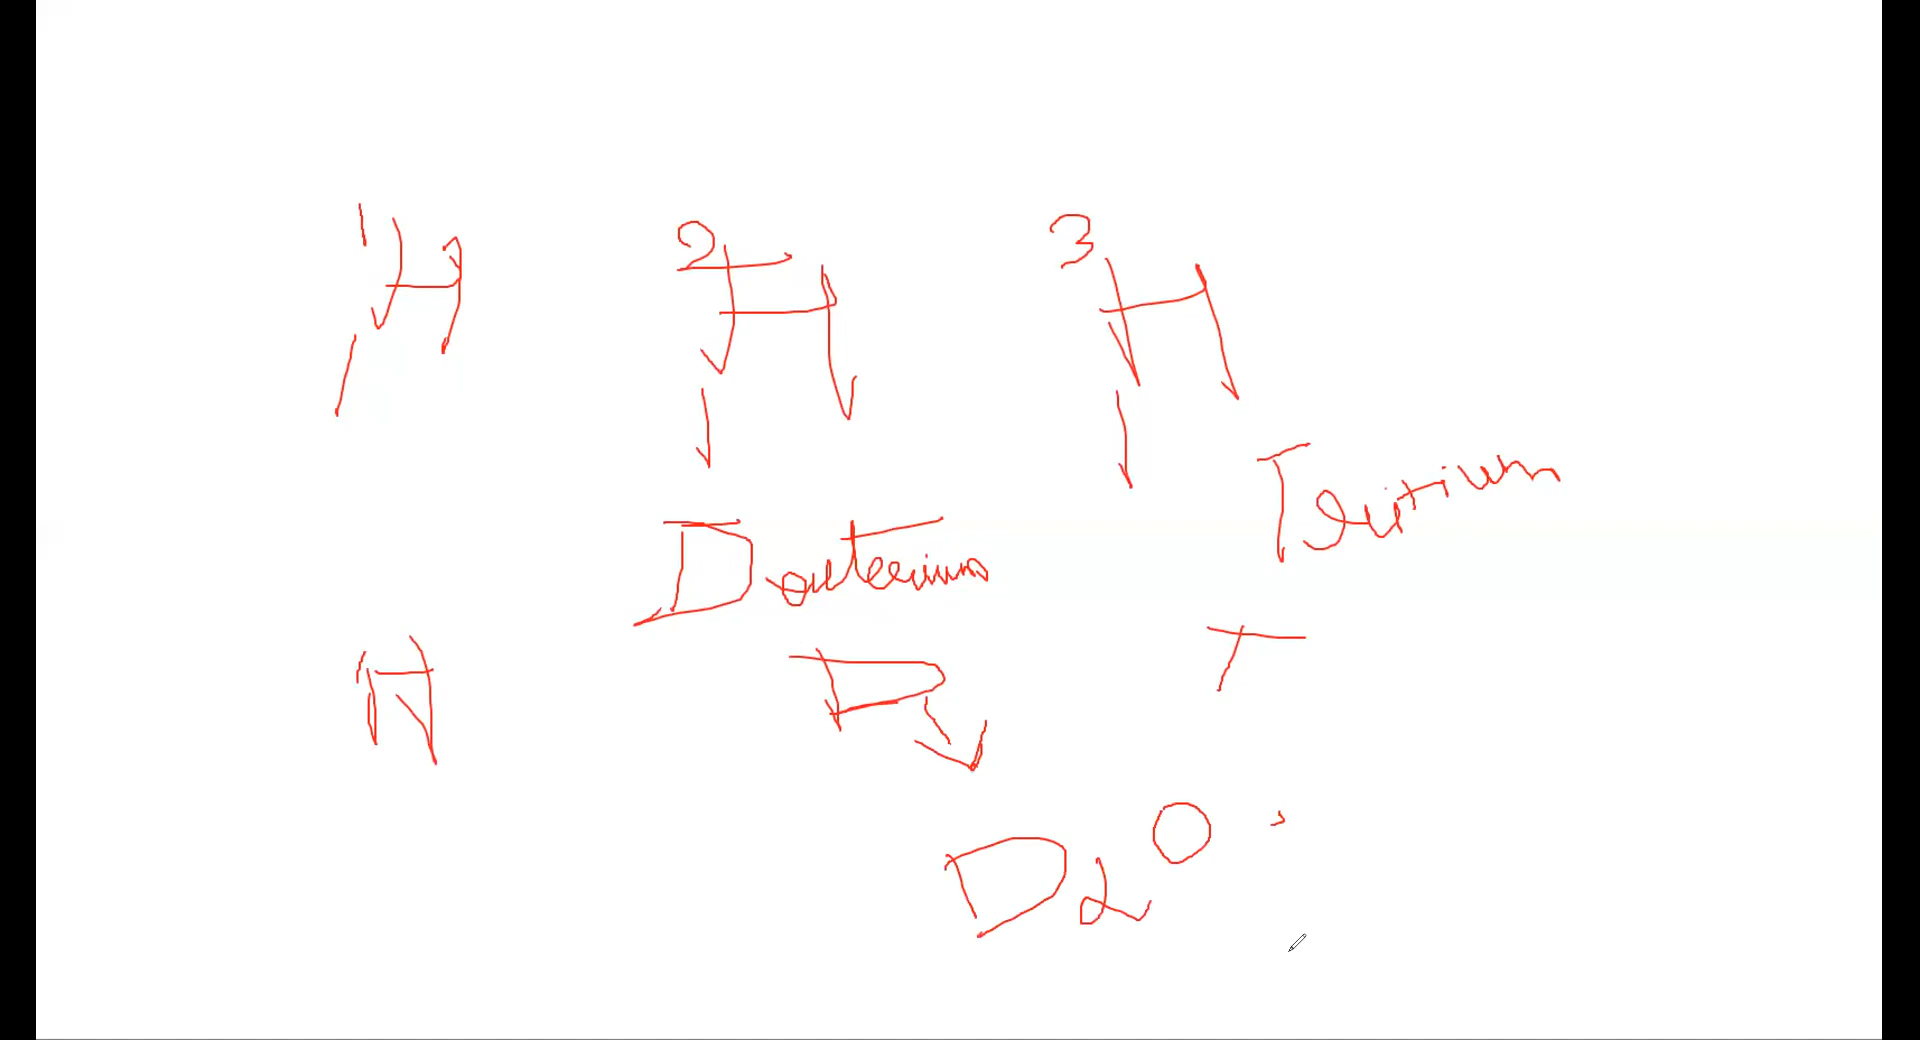 ¹H ²H ³H
Tritium
Deuterium
H D T
D₂O